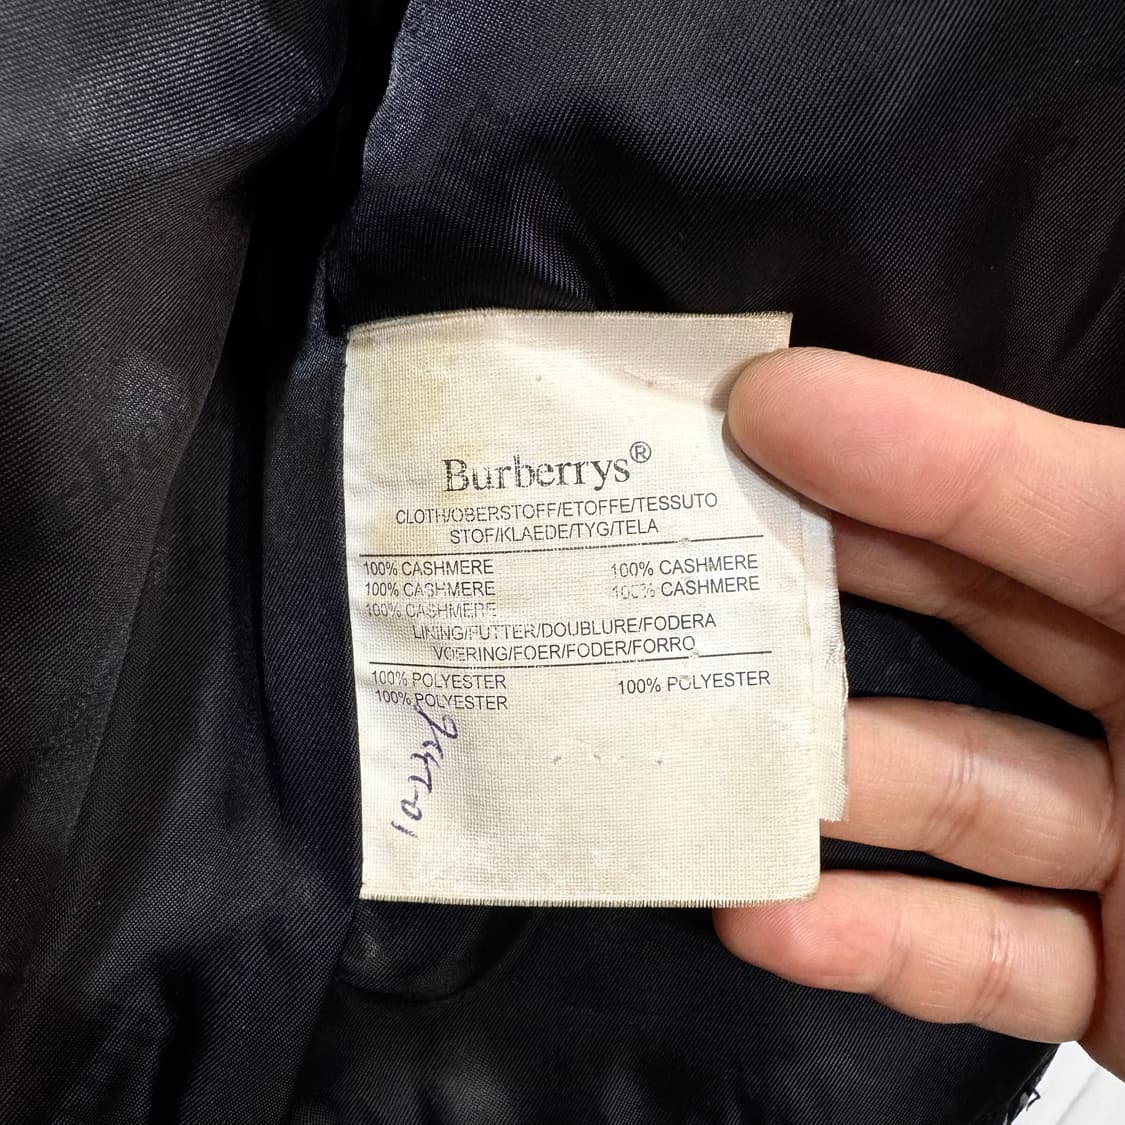 Burberrys®
CLOTH/OBERSTOFF/ETOFFE/TESSUTO
STOF/KLAEDE/TYG/TELA
100% CASHMERE 100% CASHMERE
100% CASHMERE 100% CASHMERE
100% CASHMERE
LINING/FUTTER/DOUBLURE/FODERA
VOERING/FOER/FODER/FORRO
100% POLYESTER 100% POLYESTER
100% POLYESTER